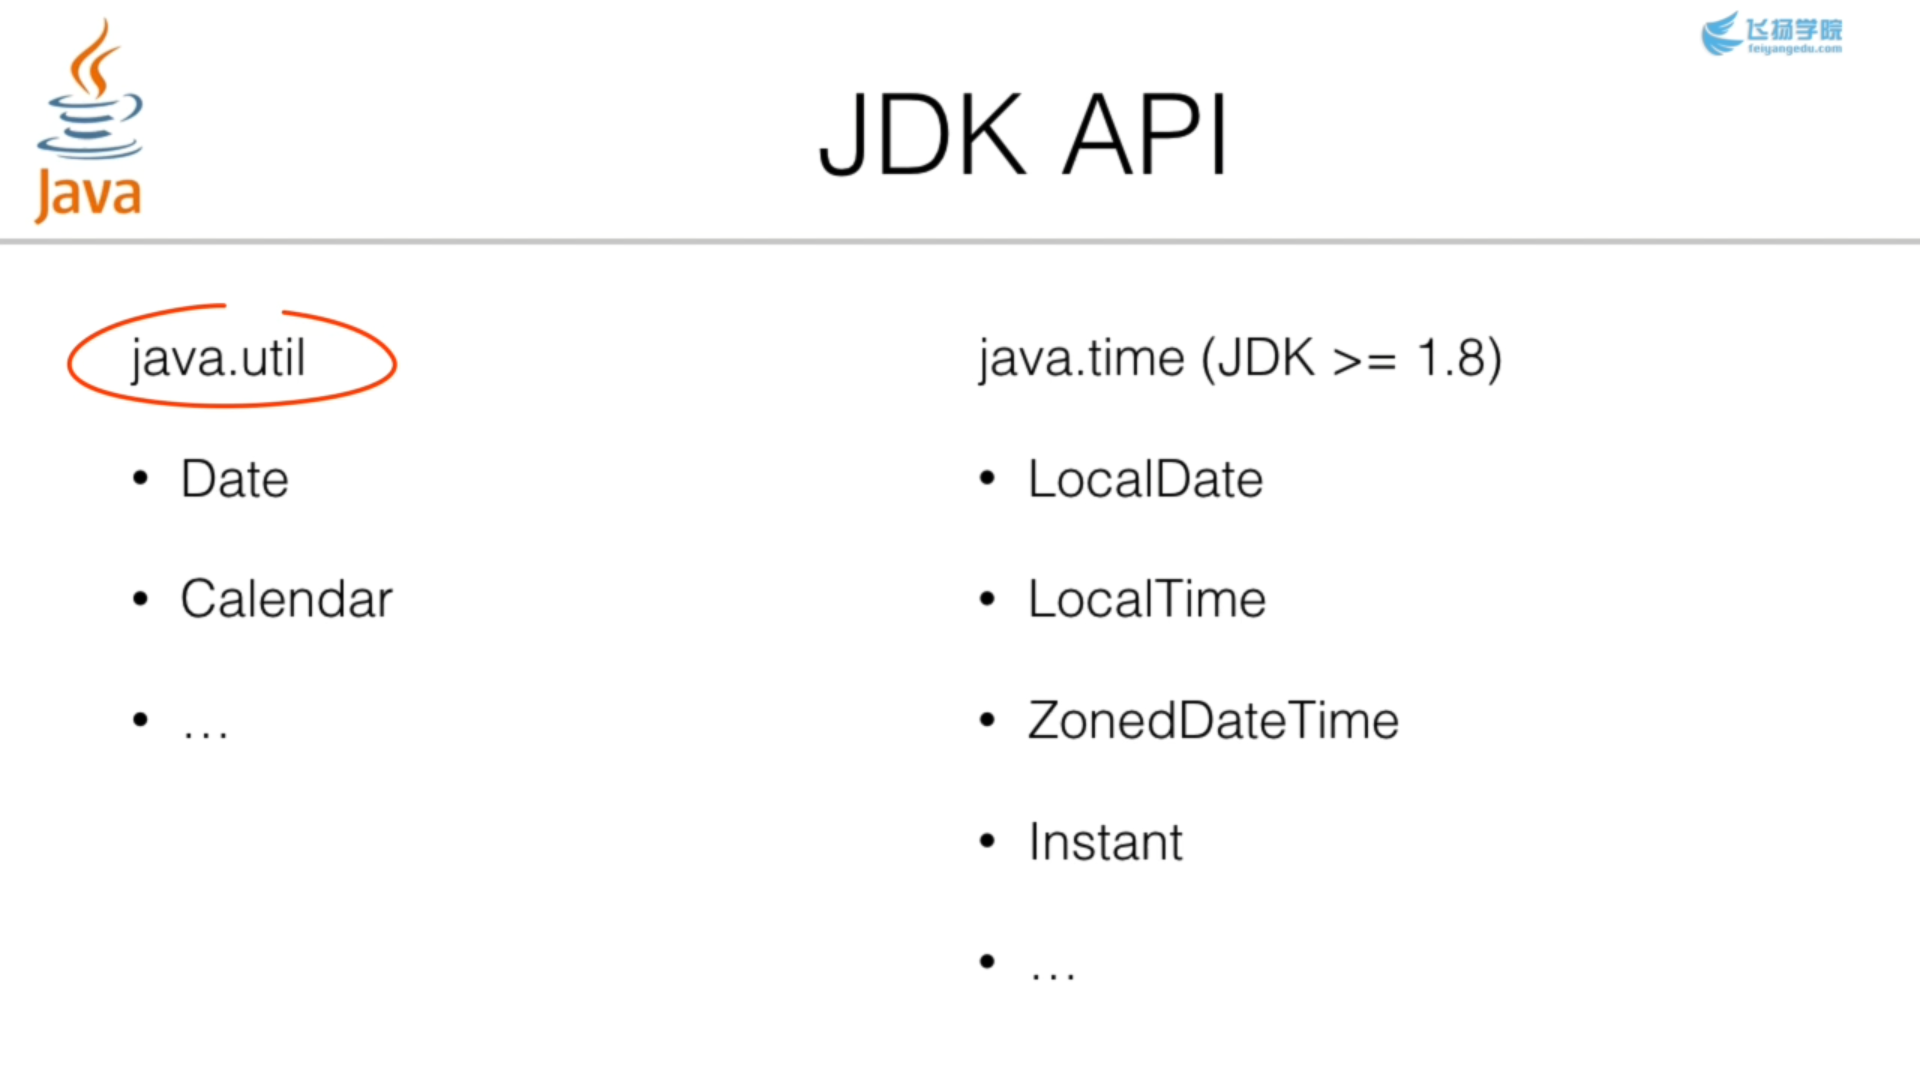 飞扬学院
feiyangedu.com
Java
JDK API
java.util
• Date
• Calendar
• …
java.time (JDK >= 1.8)
• LocalDate
• LocalTime
• ZonedDateTime
• Instant
• …